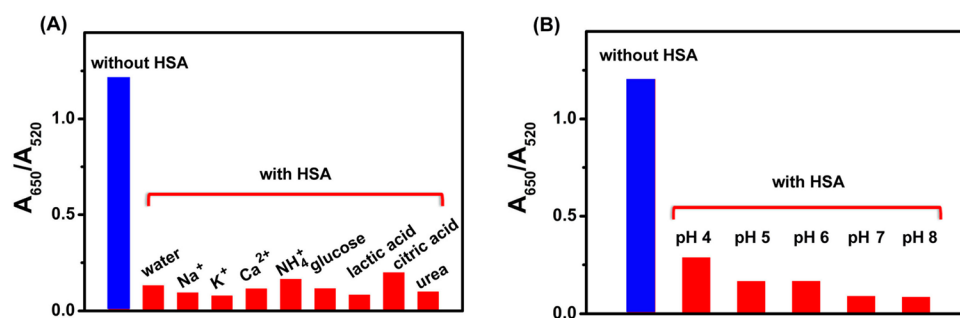 (A)
without HSA
A650/A520
1.0
0.5
0.0
with HSA
water
Na+
K+
Ca 2+
NH4+
glucose
lactic acid
citric acid
urea
(B)
without HSA
A650/A520
1.0
0.5
0.0
with HSA
pH 4 pH 5 pH 6 pH 7 pH 8